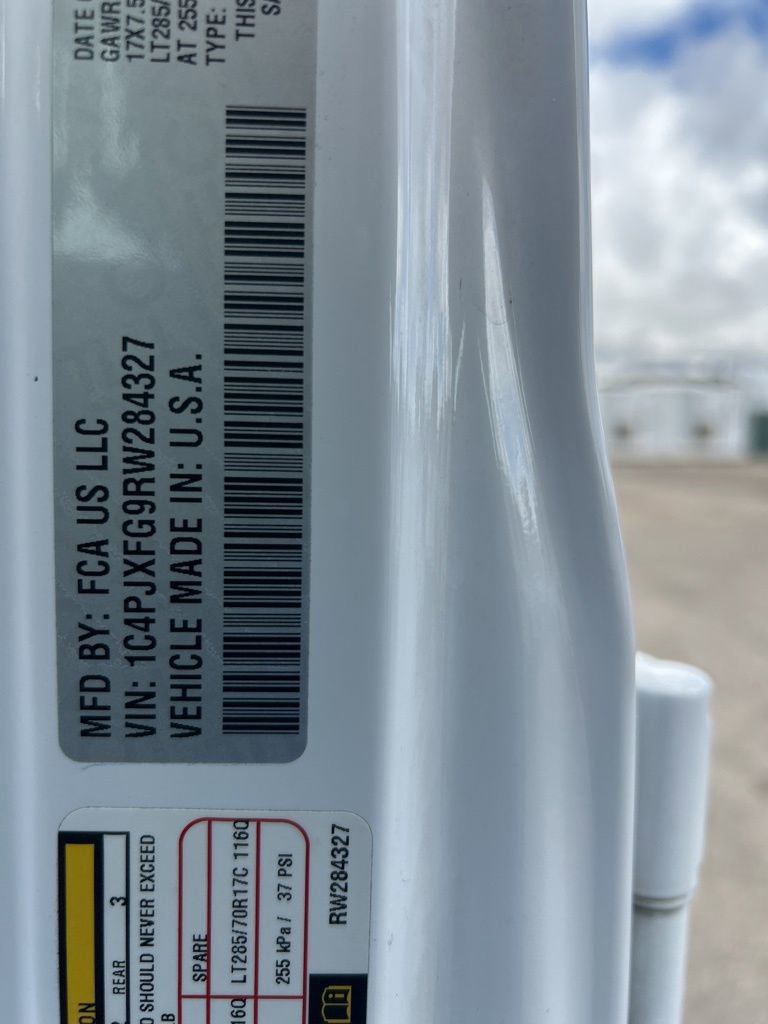 DATE
GAWR
17X7.5
LT285/
AT 255
TYPE:
THIS
MFD BY: FCA US LLC
VIN: 1C4PJXFG9RW284327
VEHICLE MADE IN: U.S.A.
REAR 3
SHOULD NEVER EXCEED
SPARE
LT285/70R17C 116Q
255 kPa / 37 PSI
RW284327